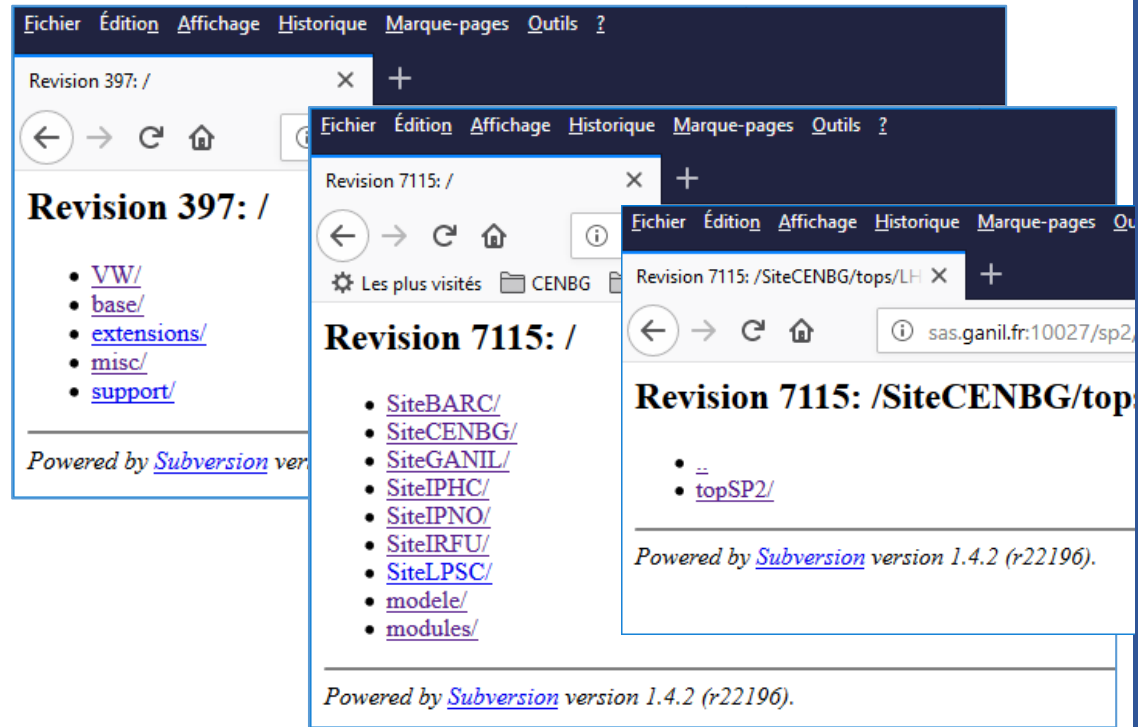 Fichier Édition Affichage Historique Marque-pages Outils ?
Revision 397: /
Revision 397: /
VW/
base/
extensions/
misc/
support/
Powered by Subversion ver
Fichier Édition Affichage Historique Marque-pages Outils ?
Revision 7115: /
Les plus visités CENBG
Revision 7115: /
SiteBARC/
SiteCENBG/
SiteGANIL/
SiteIPHC/
SiteIPNO/
SiteIRFU/
SiteLPSC/
modele/
modules/
Powered by Subversion version 1.4.2 (r22196).
Fichier Édition Affichage Historique Marque-pages Ou
Revision 7115: /SiteCENBG/tops/LH
sas.ganil.fr:10027/sp2/
Revision 7115: /SiteCENBG/tops
..
topSP2/
Powered by Subversion version 1.4.2 (r22196).